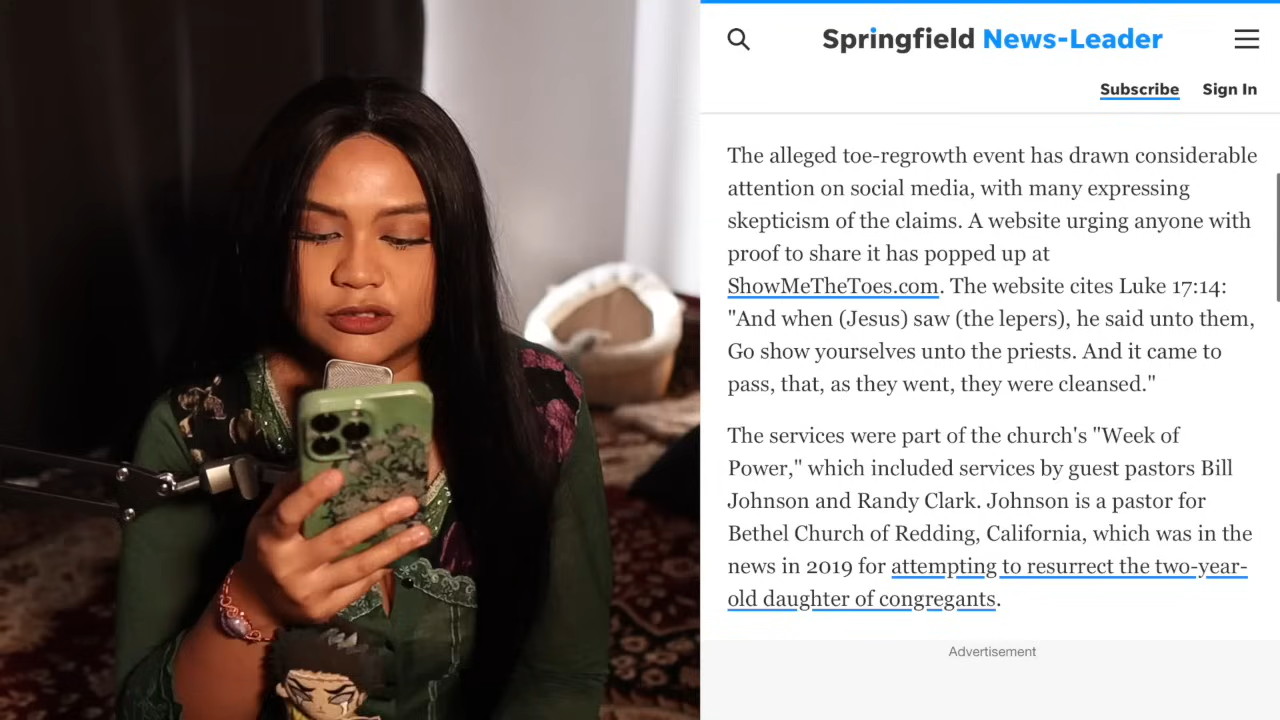 Springfield News-Leader
Subscribe Sign In
The alleged toe-regrowth event has drawn considerable
attention on social media, with many expressing
skepticism of the claims. A website urging anyone with
proof to share it has popped up at
ShowMeTheToes.com. The website cites Luke 17:14:
"And when (Jesus) saw (the lepers), he said unto them,
Go show yourselves unto the priests. And it came to
pass, that, as they went, they were cleansed."
The services were part of the church's "Week of
Power," which included services by guest pastors Bill
Johnson and Randy Clark. Johnson is a pastor for
Bethel Church of Redding, California, which was in the
news in 2019 for attempting to resurrect the two-year-
old daughter of congregants.
Advertisement